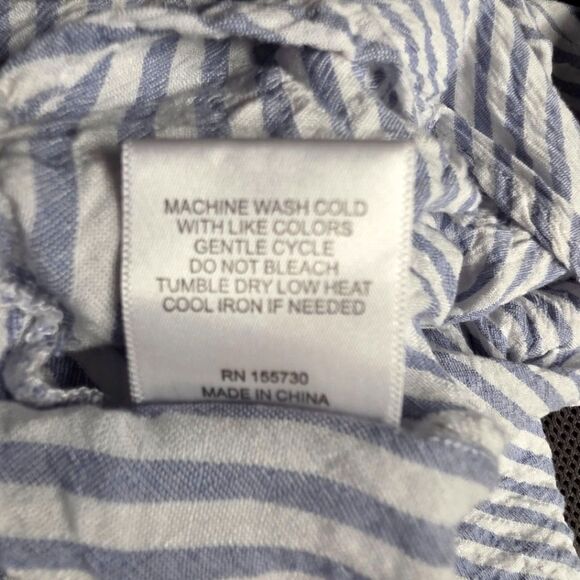 MACHINE WASH COLD
WITH LIKE COLORS
GENTLE CYCLE
DO NOT BLEACH
TUMBLE DRY LOW HEAT
COOL IRON IF NEEDED
RN 155730
MADE IN CHINA